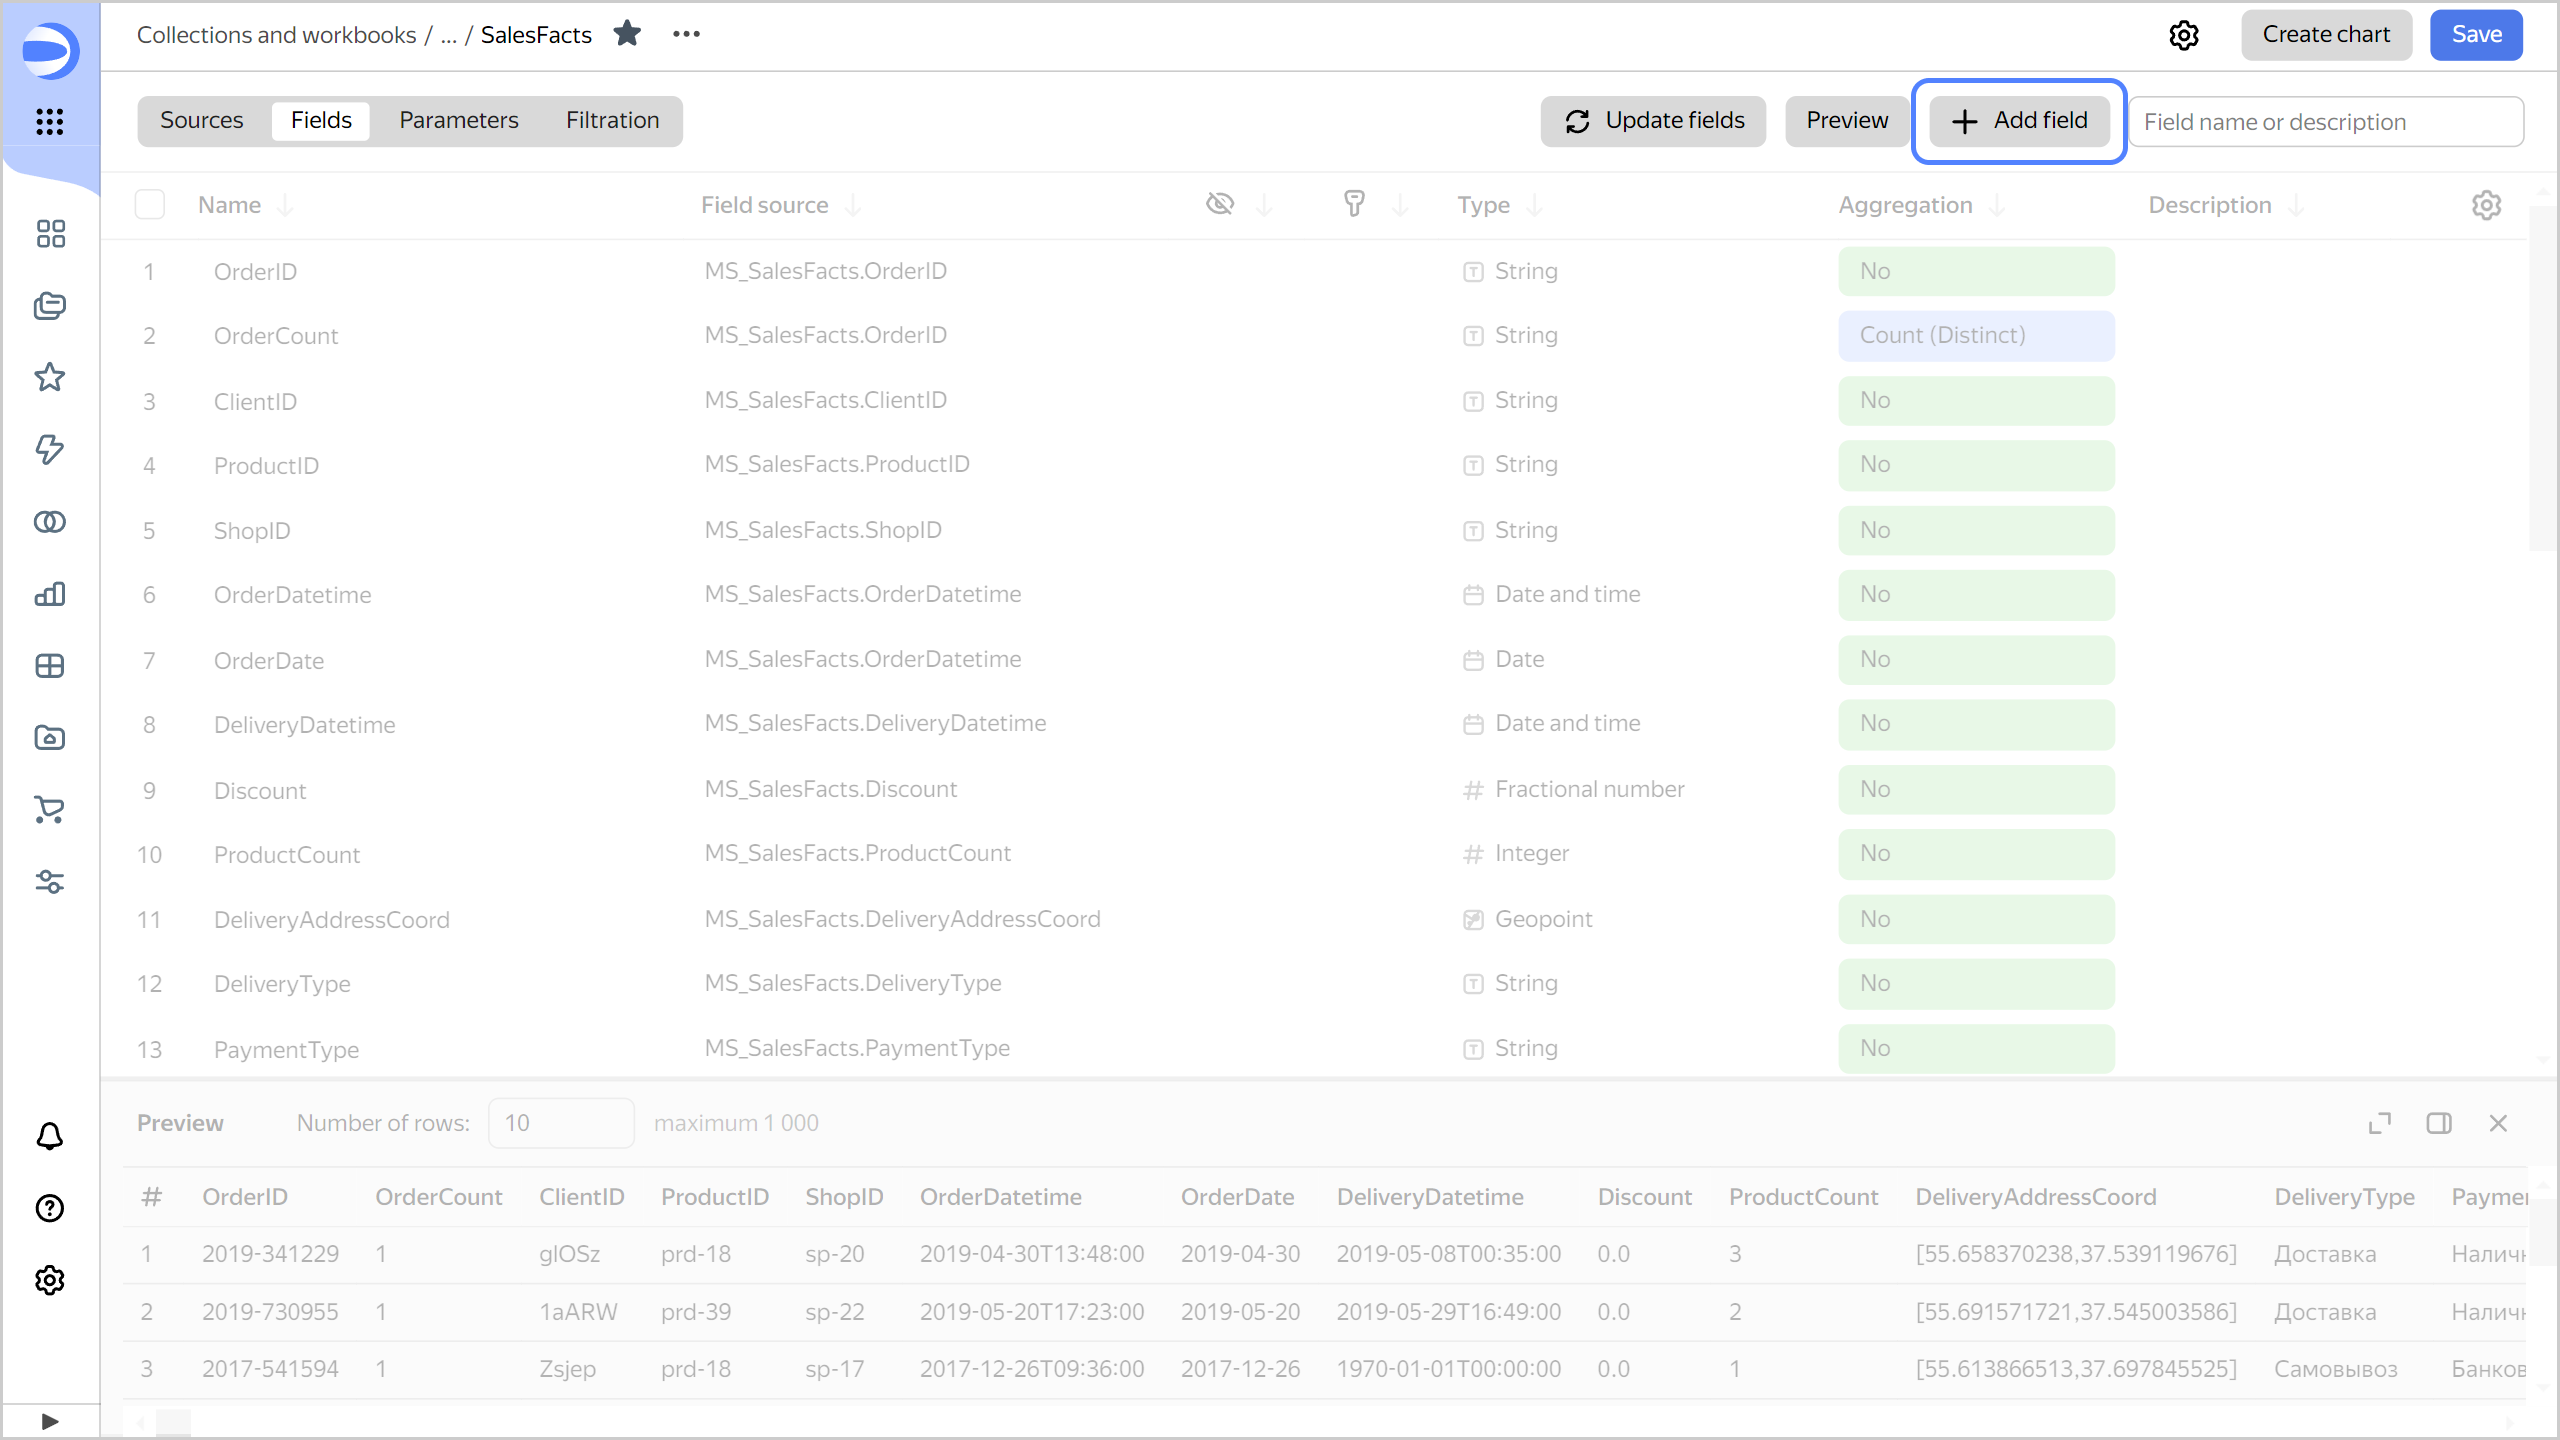 Collections and workbooks / ... / SalesFacts
Create chart
Save
Sources Fields Parameters Filtration
Update fields
Preview
Add field
Field name or description
Name Field source Type Aggregation Description
1 OrderID MS_SalesFacts.OrderID String No
2 OrderCount MS_SalesFacts.OrderID String Count (Distinct)
3 ClientID MS_SalesFacts.ClientID String No
4 ProductID MS_SalesFacts.ProductID String No
5 ShopID MS_SalesFacts.ShopID String No
6 OrderDatetime MS_SalesFacts.OrderDatetime Date and time No
7 OrderDate MS_SalesFacts.OrderDatetime Date No
8 DeliveryDatetime MS_SalesFacts.DeliveryDatetime Date and time No
9 Discount MS_SalesFacts.Discount Fractional number No
10 ProductCount MS_SalesFacts.ProductCount Integer No
11 DeliveryAddressCoord MS_SalesFacts.DeliveryAddressCoord Geopoint No
12 DeliveryType MS_SalesFacts.DeliveryType String No
13 PaymentType MS_SalesFacts.PaymentType String No
Preview Number of rows: 10 maximum 1 000
# OrderID OrderCount ClientID ProductID ShopID OrderDatetime OrderDate DeliveryDatetime Discount ProductCount DeliveryAddressCoord DeliveryType
1 2019-341229 1 glOSz prd-18 sp-20 2019-04-30T13:48:00 2019-04-30 2019-05-08T00:35:00 0.0 3 [55.658370238,37.539119676] Доставка
2 2019-730955 1 1aARW prd-39 sp-22 2019-05-20T17:23:00 2019-05-20 2019-05-29T16:49:00 0.0 2 [55.691571721,37.545003586] Доставка
3 2017-541594 1 Zsjep prd-18 sp-17 2017-12-26T09:36:00 2017-12-26 1970-01-01T00:00:00 0.0 1 [55.613866513,37.697845525] Самовывоз